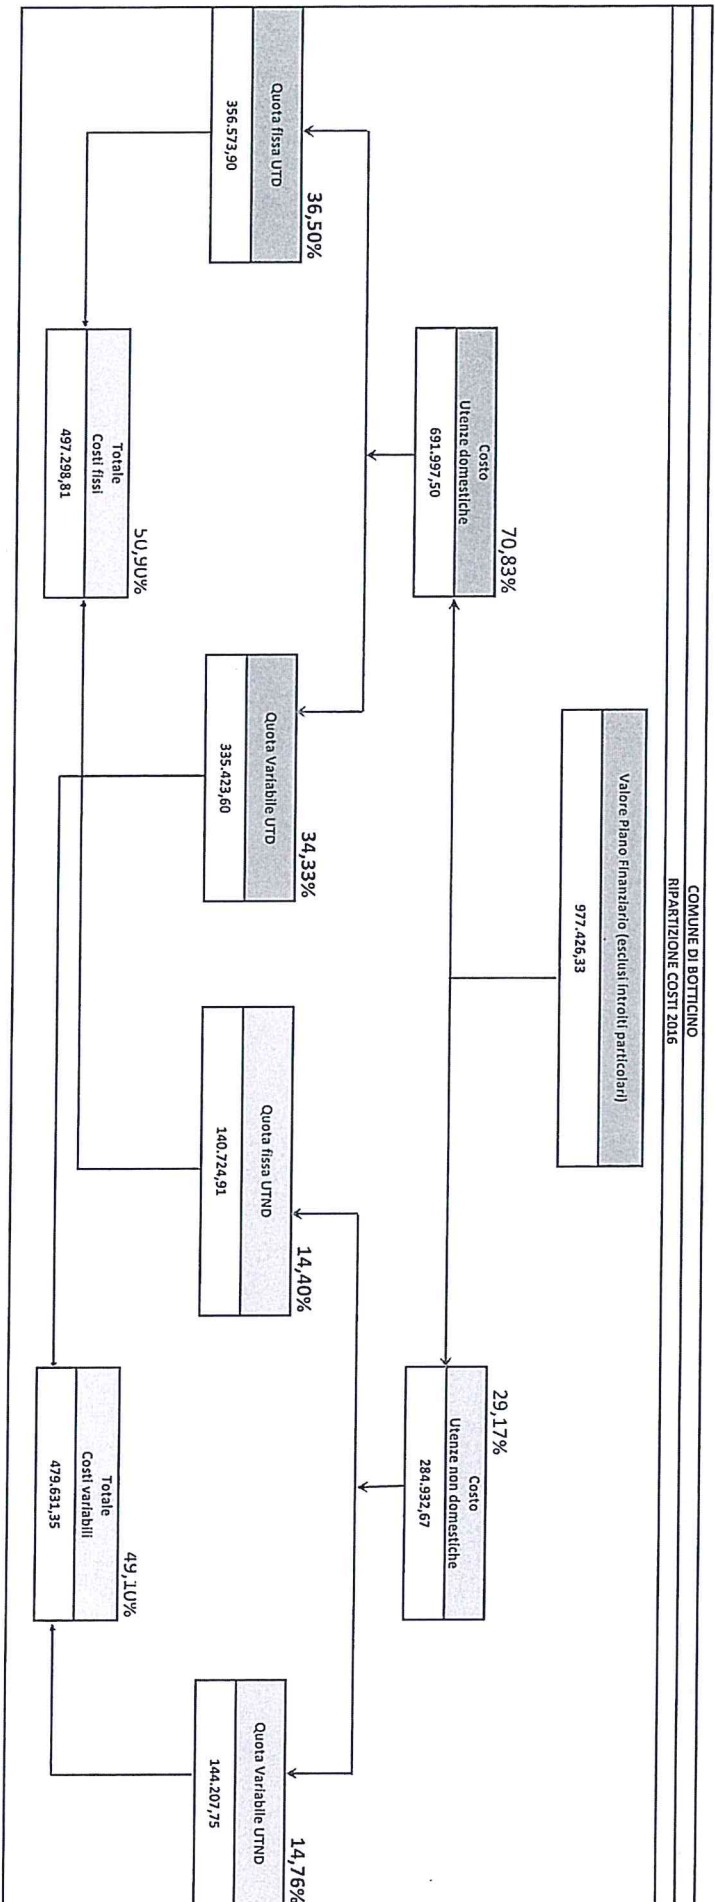 COMUNE DI BOTTICINO
RIPARTIZIONE COSTI 2016
Valore Piano Finanziario (esclusi introiti particolari)
977.426,33
70,83%
Costo
Utenze domestiche
691.997,50
29,17%
Costo
Utenze non domestiche
284.932,67
36,50%
Quota fissa UTD
356.573,90
34,33%
Quota Variabile UTD
335.423,60
14,40%
Quota fissa UTND
140.724,91
14,76%
Quota Variabile UTND
144.207,75
50,90%
Totale
Costi fissi
497.298,81
49,10%
Totale
Costi variabili
479.631,35